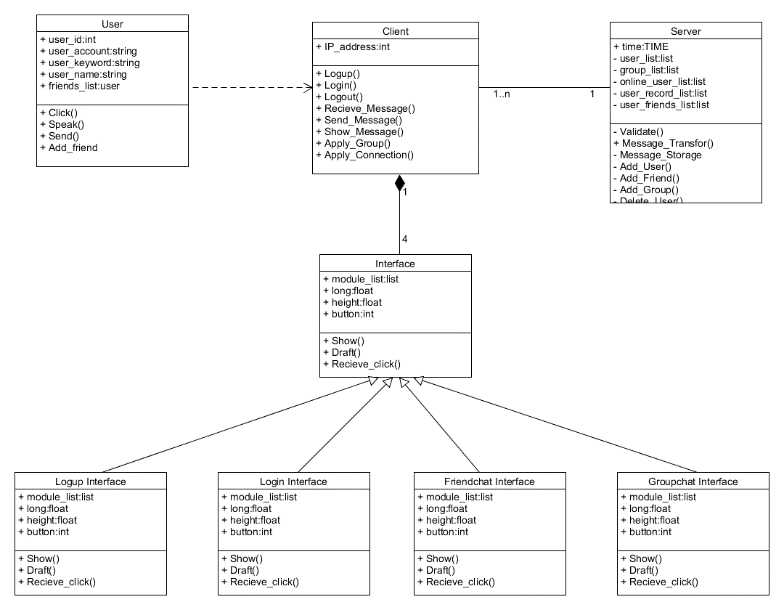 User
+ user_id:int
+ user_account:string
+ user_keyword:string
+ user_name:string
+ friends_list:user
+ Click()
+ Speak()
+ Send()
+ Add_friend
Client
+ IP_address:int
+ Logup()
+ Login()
+ Logout()
+ Recieve_Message()
+ Send_Message()
+ Show_Message()
+ Apply_Group()
+ Apply_Connection()
1..n
1
Server
+ time:TIME
- user_list:list
- group_list:list
- online_user_list:list
- user_record_list:list
- user_friends_list:list
- Validate()
+ Message_Transfor()
- Message_Storage
- Add_User()
- Add_Friend()
- Add_Group()
- Delete_User()
1
4
Interface
+ module_list:list
+ long:float
+ height:float
+ button:int
+ Show()
+ Draft()
+ Recieve_click()
Logup Interface
+ module_list:list
+ long:float
+ height:float
+ button:int
+ Show()
+ Draft()
+ Recieve_click()
Login Interface
+ module_list:list
+ long:float
+ height:float
+ button:int
+ Show()
+ Draft()
+ Recieve_click()
Friendchat Interface
+ module_list:list
+ long:float
+ height:float
+ button:int
+ Show()
+ Draft()
+ Recieve_click()
Groupchat Interface
+ module_list:list
+ long:float
+ height:float
+ button:int
+ Show()
+ Draft()
+ Recieve_click()